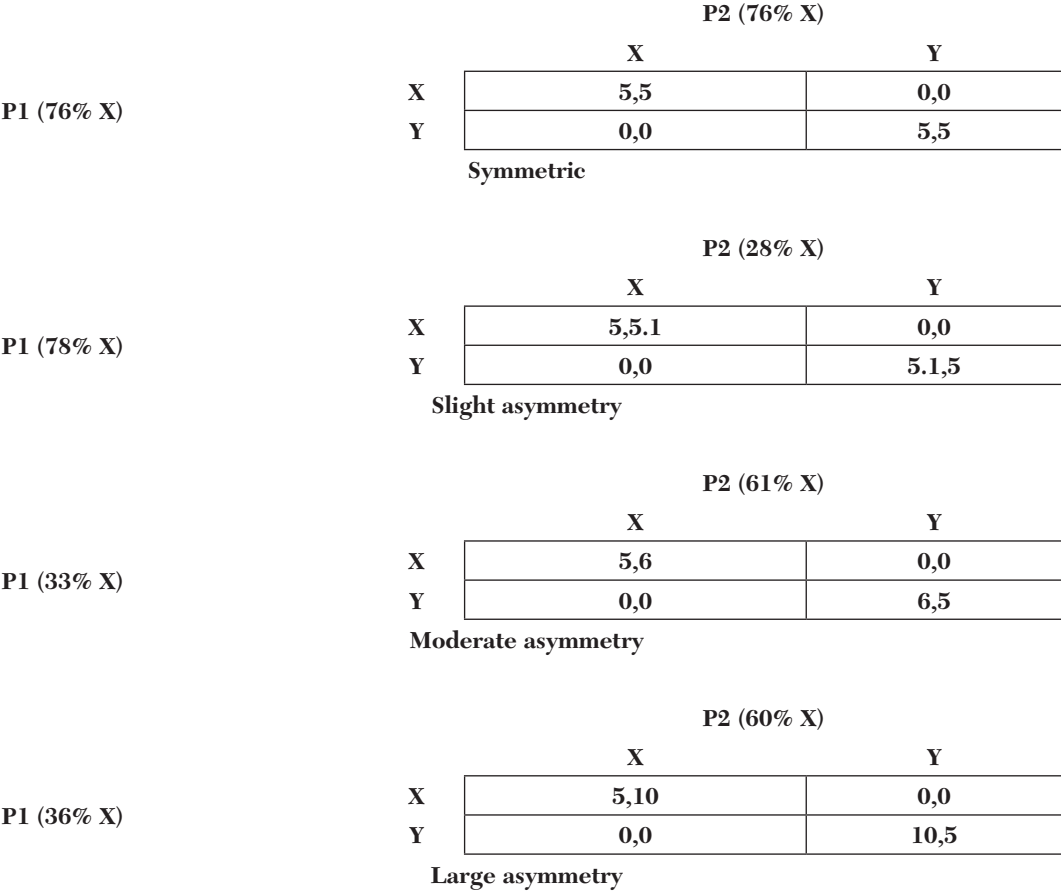 P2 (76% X)
X Y
P1 (76% X) X 5,5 0,0
Y 0,0 5,5
Symmetric
P2 (28% X)
X Y
P1 (78% X) X 5,5.1 0,0
Y 0,0 5.1,5
Slight asymmetry
P2 (61% X)
X Y
P1 (33% X) X 5,6 0,0
Y 0,0 6,5
Moderate asymmetry
P2 (60% X)
X Y
P1 (36% X) X 5,10 0,0
Y 0,0 10,5
Large asymmetry